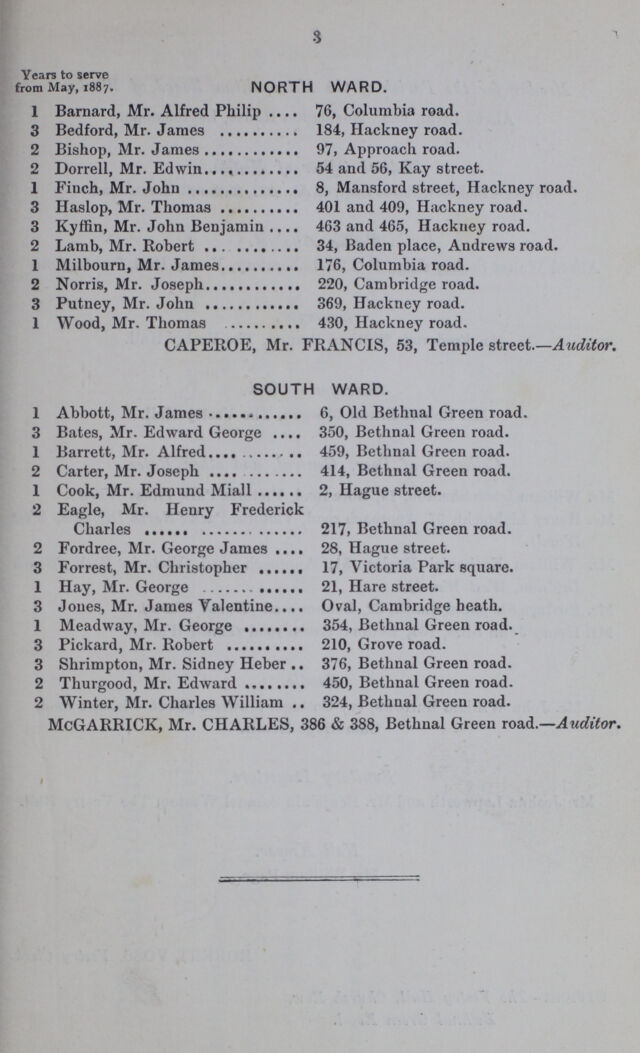 3
Years to serve
from May, 1887.
NORTH WARD.
1 Barnard, Mr. Alfred Philip .... 76, Columbia road.
3 Bedford, Mr. James .......... 184, Hackney road.
2 Bishop, Mr. James ............ 97, Approach road.
2 Dorrell, Mr. Edwin............ 54 and 56, Kay street.
1 Finch, Mr. John .............. 8, Mansford street, Hackney road.
3 Haslop, Mr. Thomas .......... 401 and 409, Hackney road.
3 Kyffin, Mr. John Benjamin .... 463 and 465, Hackney road.
2 Lamb, Mr. Robert .. ........ 34, Baden place, Andrews road.
1 Milbourn, Mr. James.......... 176, Columbia road.
2 Norris, Mr. Joseph............ 220, Cambridge road.
3 Putney, Mr. John ............ 369, Hackney road.
1 Wood, Mr. Thomas .......... 430, Hackney road.
CAPEROE, Mr. FRANCIS, 53, Temple street.—Auditor.
SOUTH WARD.
1 Abbott, Mr. James ............ 6, Old Bethnal Green road.
3 Bates, Mr. Edward George .... 350, Bethnal Green road.
1 Barrett, Mr. Alfred............ 459, Bethnal Green road.
2 Carter, Mr. Joseph ............ 414, Bethnal Green road.
1 Cook, Mr. Edmund Miall ...... 2, Hague street.
2 Eagle, Mr. Henry Frederick
Charles ...... ............ 217, Bethnal Green road.
2 Fordree, Mr. George James .... 28, Hague street.
3 Forrest, Mr. Christopher ...... 17, Victoria Park square.
1 Hay, Mr. George ............ 21, Hare street.
3 Jones, Mr. James Valentine.... Oval, Cambridge heath.
1 Meadway, Mr. George ........ 354, Bethnal Green road.
3 Pickard, Mr. Robert .......... 210, Grove road.
3 Shrimpton, Mr. Sidney Heber .. 376, Bethnal Green road.
2 Thurgood, Mr. Edward ........ 450, Bethnal Green road.
2 Winter, Mr. Charles William .. 324, Bethnal Green road.
McGARRICK, Mr. CHARLES, 386 & 388, Bethnal Green road.—Auditor.